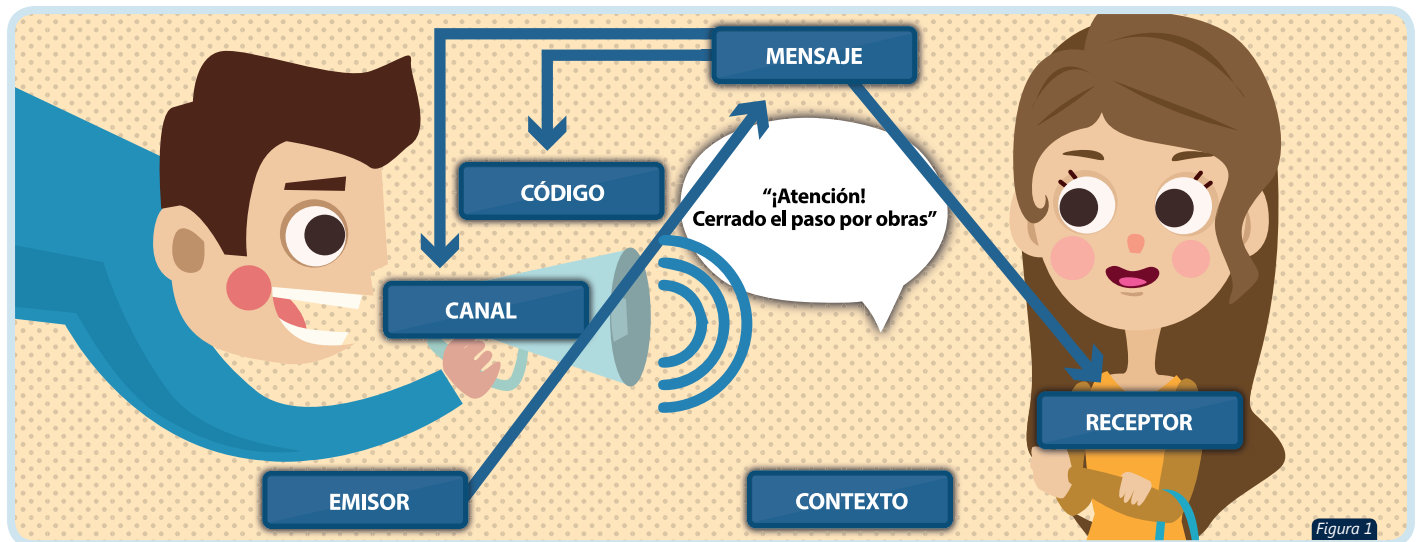 MENSAJE
CÓDIGO
“¡Atención!
Cerrado el paso por obras”
CANAL
RECEPTOR
EMISOR
CONTEXTO
Figura 1